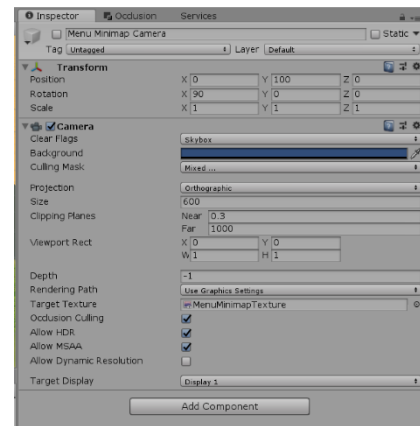 Inspector Occlusion Services
Menu Minimap Camera Static
Tag Untagged Layer Default
Transform
Position X 0 Y 100 Z 0
Rotation X 90 Y 0 Z 0
Scale X 1 Y 1 Z 1
Camera
Clear Flags Skybox
Background
Culling Mask Mixed ...
Projection Orthographic
Size 600
Clipping Planes Near 0.3
Far 1000
Viewport Rect X 0 Y 0
W 1 H 1
Depth -1
Rendering Path Use Graphics Settings
Target Texture MenuMinimapTexture
Occlusion Culling
Allow HDR
Allow MSAA
Allow Dynamic Resolution
Target Display Display 1
Add Component